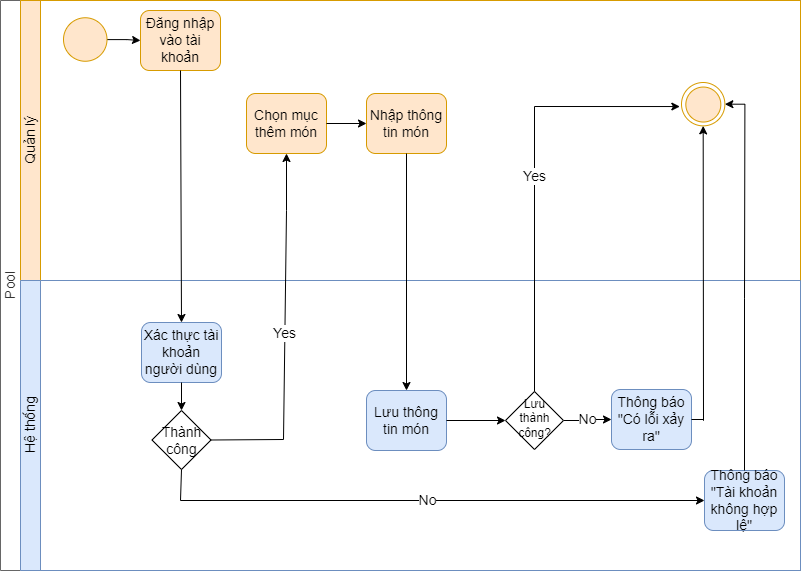 Pool
Quản lý
Đăng nhập
vào tài
khoản
Chọn mục
thêm món
Nhập thông
tin món
Yes
Hệ thống
Xác thực tài
khoản
người dùng
Yes
Thành
công
Lưu thông
tin món
Lưu
thành
công?
No
Thông báo
"Có lỗi xảy
ra"
No
Thông báo
"Tài khoản
không hợp
lệ"